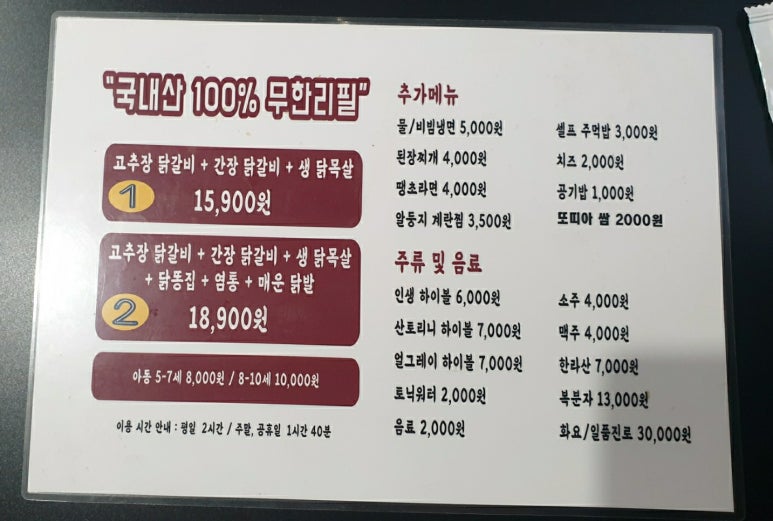 "국내산 100% 무한리필"
고추장 닭갈비 + 간장 닭갈비 + 생 닭목살
1 15,900원
고추장 닭갈비 + 간장 닭갈비 + 생 닭목살
+ 닭똥집 + 염통 + 매운 닭발
2 18,900원
아동 5-7세 8,000원 / 8-10세 10,000원
이용 시간 안내 : 평일 2시간 / 주말, 공휴일 1시간 40분
추가메뉴
물/비빔냉면 5,000원
된장찌개 4,000원
땡초라면 4,000원
알둥지 계란찜 3,500원
셀프 주먹밥 3,000원
치즈 2,000원
공기밥 1,000원
또띠아 쌈 2000원
주류 및 음료
인생 하이볼 6,000원
산토리니 하이볼 7,000원
얼그레이 하이볼 7,000원
토닉워터 2,000원
음료 2,000원
소주 4,000원
맥주 4,000원
한라산 7,000원
복분자 13,000원
화요/일품진로 30,000원